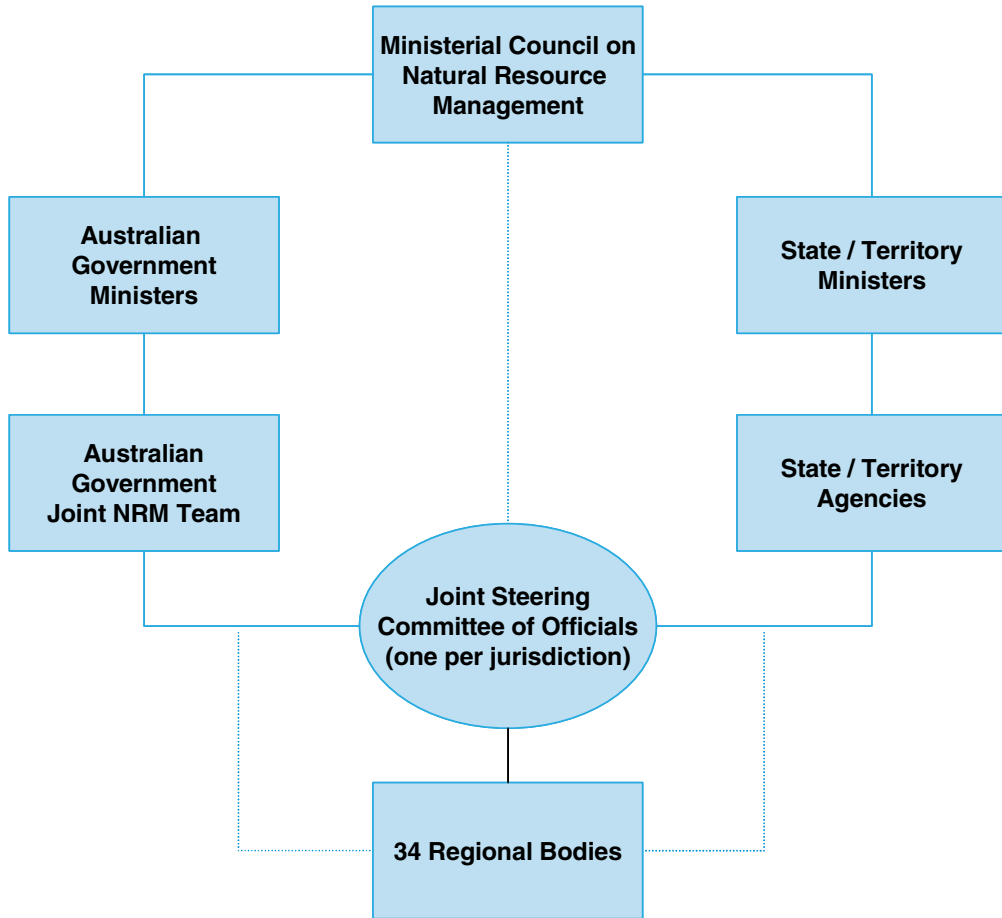 Ministerial Council on
Natural Resource
Management
Australian
Government
Ministers
State / Territory
Ministers
Australian
Government
Joint NRM Team
State / Territory
Agencies
Joint Steering
Committee of Officials
(one per jurisdiction)
34 Regional Bodies